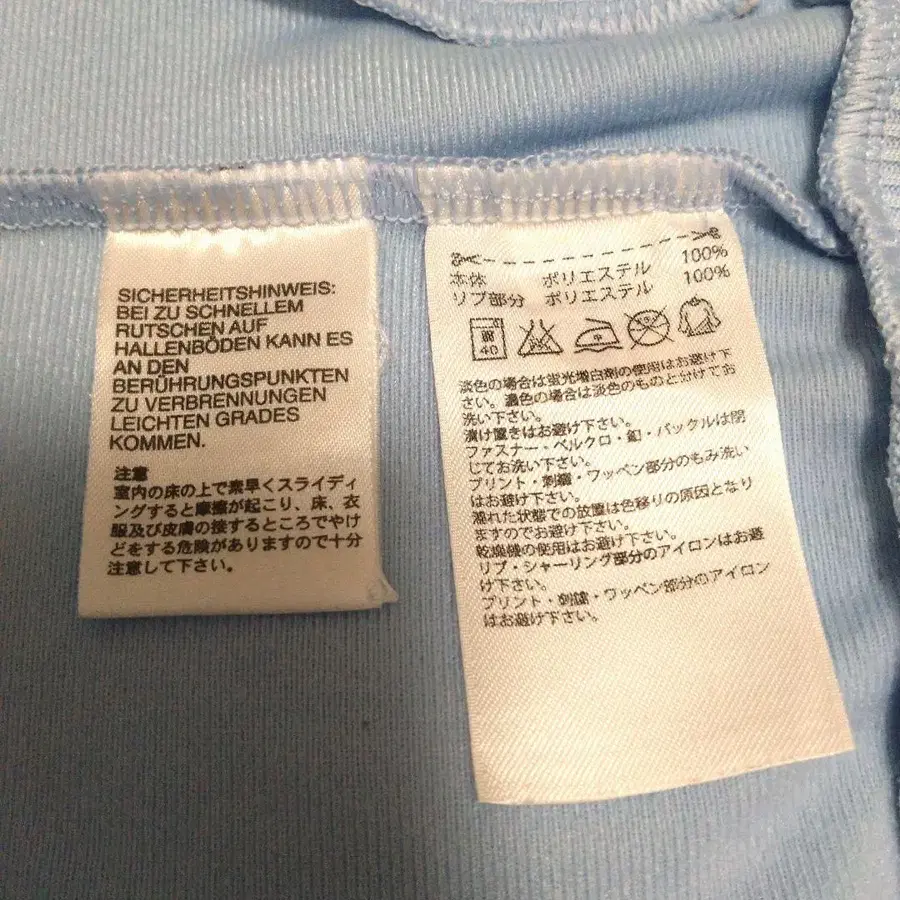 SICHERHEITSHINWEIS:
BEI ZU SCHNELLEM
RUTSCHEN AUF
HALLENBÖDEN KANN ES
AN DEN
BERÜHRUNGSPUNKTEN
ZU VERBRENNUNGEN
LEICHTEN GRADES
KOMMEN.
注意
室内の床の上で素早くスライディ
ングすると摩擦が起こり、床、衣
服及び皮膚の接するところでやけ
どをする危険がありますので十分
注意して下さい。
本体 ポリエステル 100%
リブ部分 ポリエステル 100%
40
淡色の場合は蛍光増白剤の使用はお避け下
さい。濃色の場合は淡色のものと分けてお
洗い下さい。
漬け置きはお避け下さい。
ファスナー・ベルクロ・釦・バックルは閉
じてお洗い下さい。
プリント・刺繍・ワッペン部分のもみ洗い
はお避け下さい。
濡れた状態での放置は色移りの原因となり
ますのでお避け下さい。
乾燥機の使用はお避け下さい。
リブ・シャーリング部分のアイロンはお避
け下さい。
プリント・刺繍・ワッペン部分のアイロン
はお避け下さい。